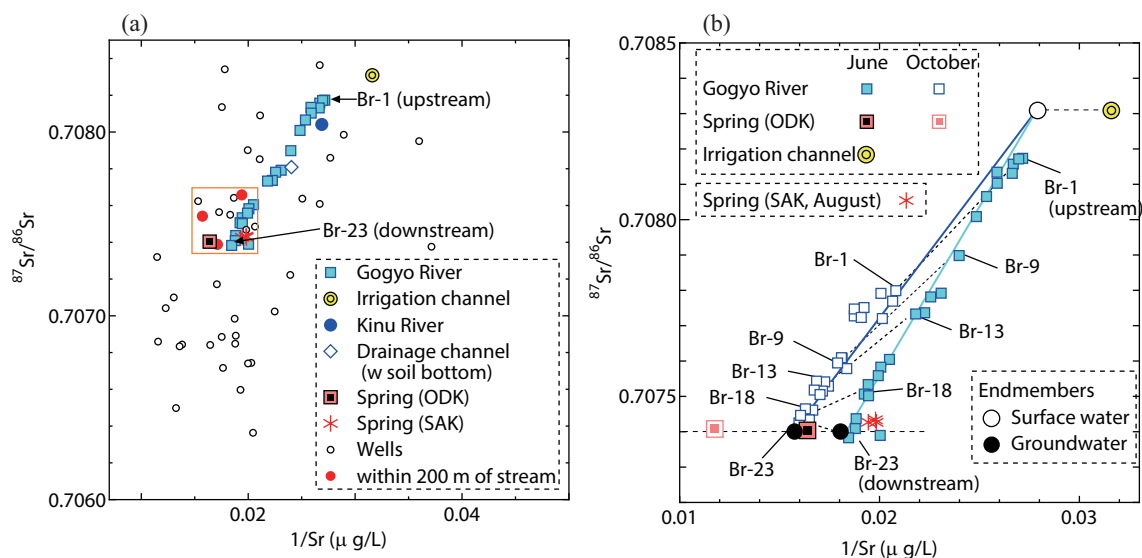 (a)
0.7080
0.7070
0.7060
87Sr/86Sr
0.02
0.04
1/Sr (μ g/L)
Br-1 (upstream)
Br-23 (downstream)
Gogyo River
Irrigation channel
Kinu River
Drainage channel
(w soil bottom)
Spring (ODK)
Spring (SAK)
Wells
within 200 m of stream
(b)
0.7085
0.7080
0.7075
87Sr/86Sr
0.01
0.02
0.03
1/Sr (μ g/L)
June October
Gogyo River
Spring (ODK)
Irrigation channel
Spring (SAK, August)
Br-1
(upstream)
Br-1
Br-9
Br-9
Br-13
Br-13
Br-18
Br-18
Br-23
Br-23
(downstream)
Endmembers
Surface water
Groundwater